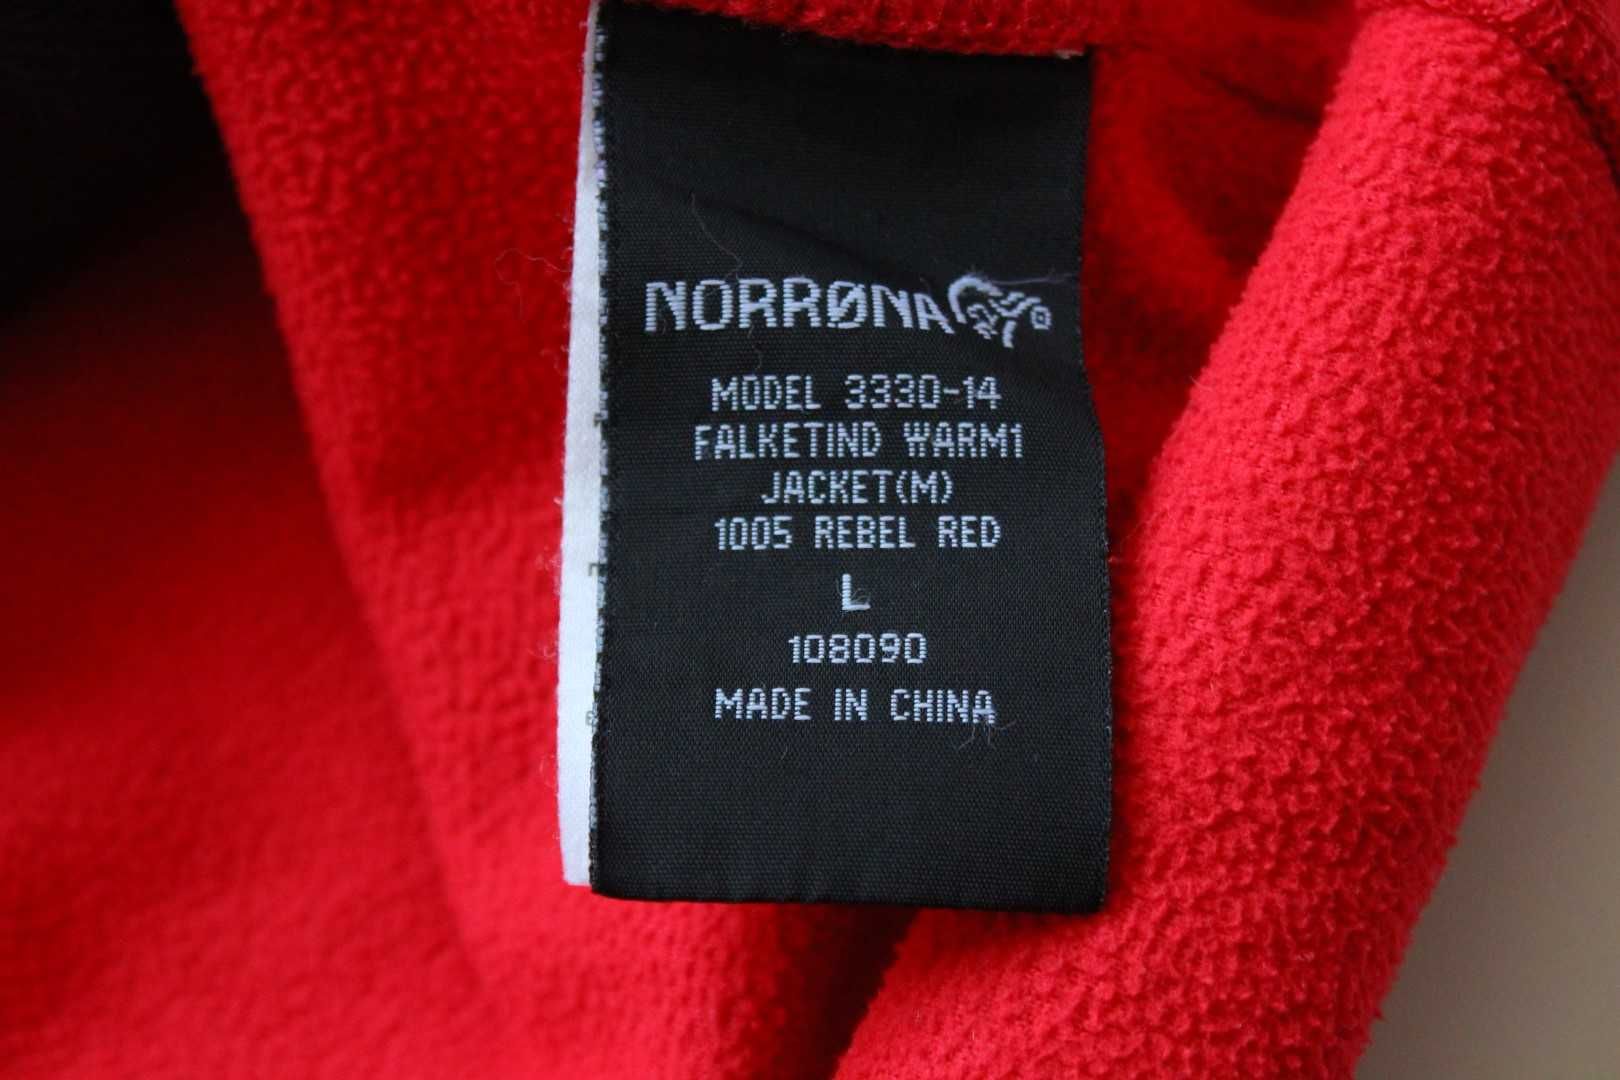 NORRØNA
MODEL 3330-14
FALKETIND WARM1
JACKET(M)
1005 REBEL RED
L
108090
MADE IN CHINA